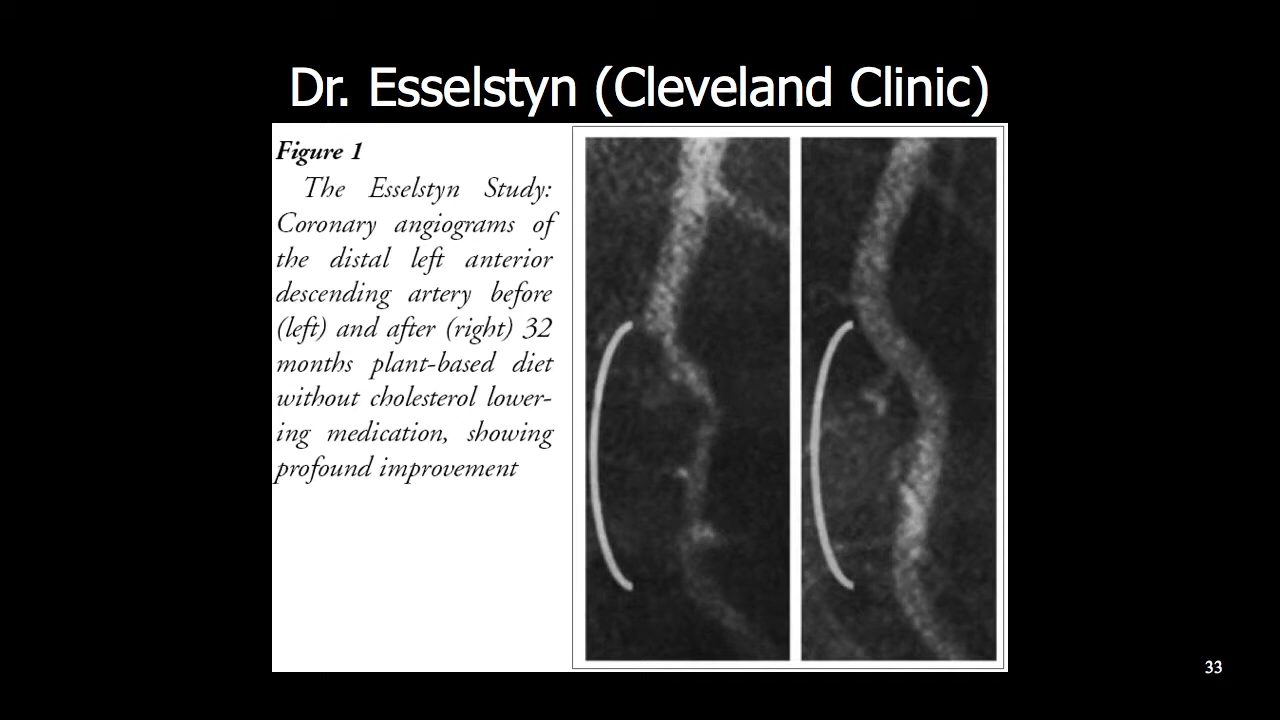 Dr. Esselstyn (Cleveland Clinic)
Figure 1
The Esselstyn Study:
Coronary angiograms of
the distal left anterior
descending artery before
(left) and after (right) 32
months plant-based diet
without cholesterol lower-
ing medication, showing
profound improvement
33